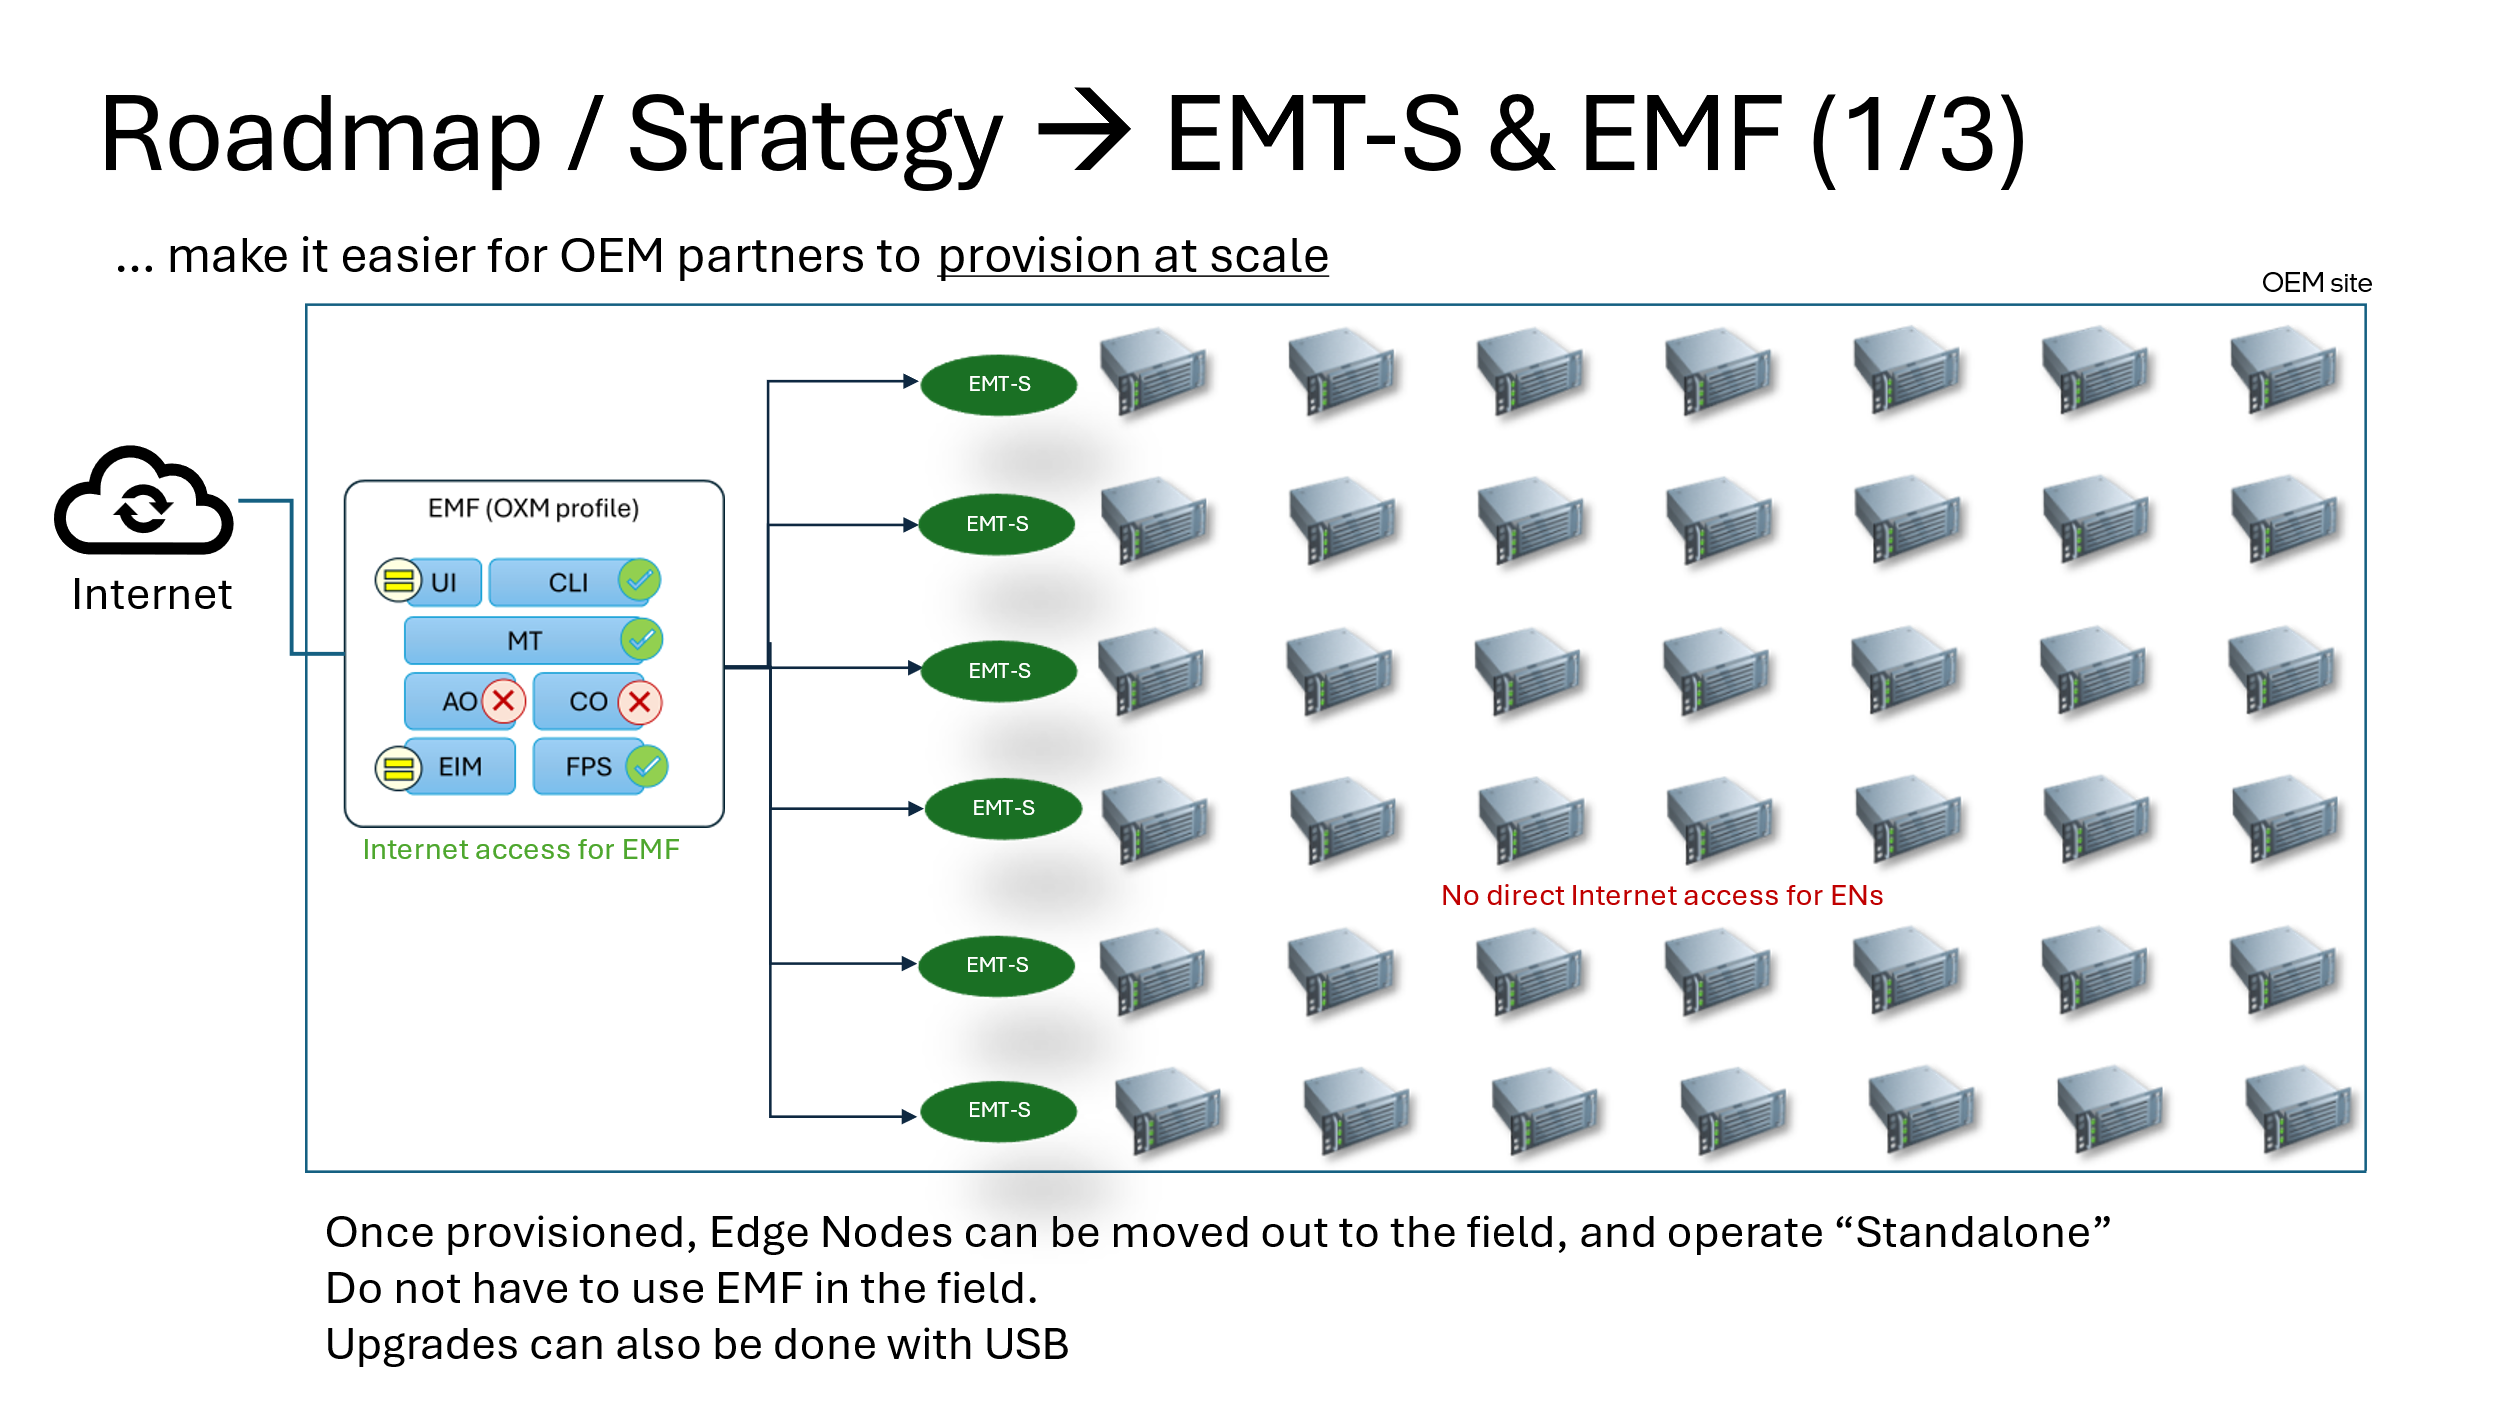 Roadmap / Strategy → EMT-S & EMF (1/3)
... make it easier for OEM partners to provision at scale
OEM site
Internet
EMF (OXM profile)
UI
CLI
MT
AO
CO
EIM
FPS
Internet access for EMF
EMT-S
EMT-S
EMT-S
EMT-S
EMT-S
EMT-S
No direct Internet access for ENs
Once provisioned, Edge Nodes can be moved out to the field, and operate “Standalone”
Do not have to use EMF in the field.
Upgrades can also be done with USB